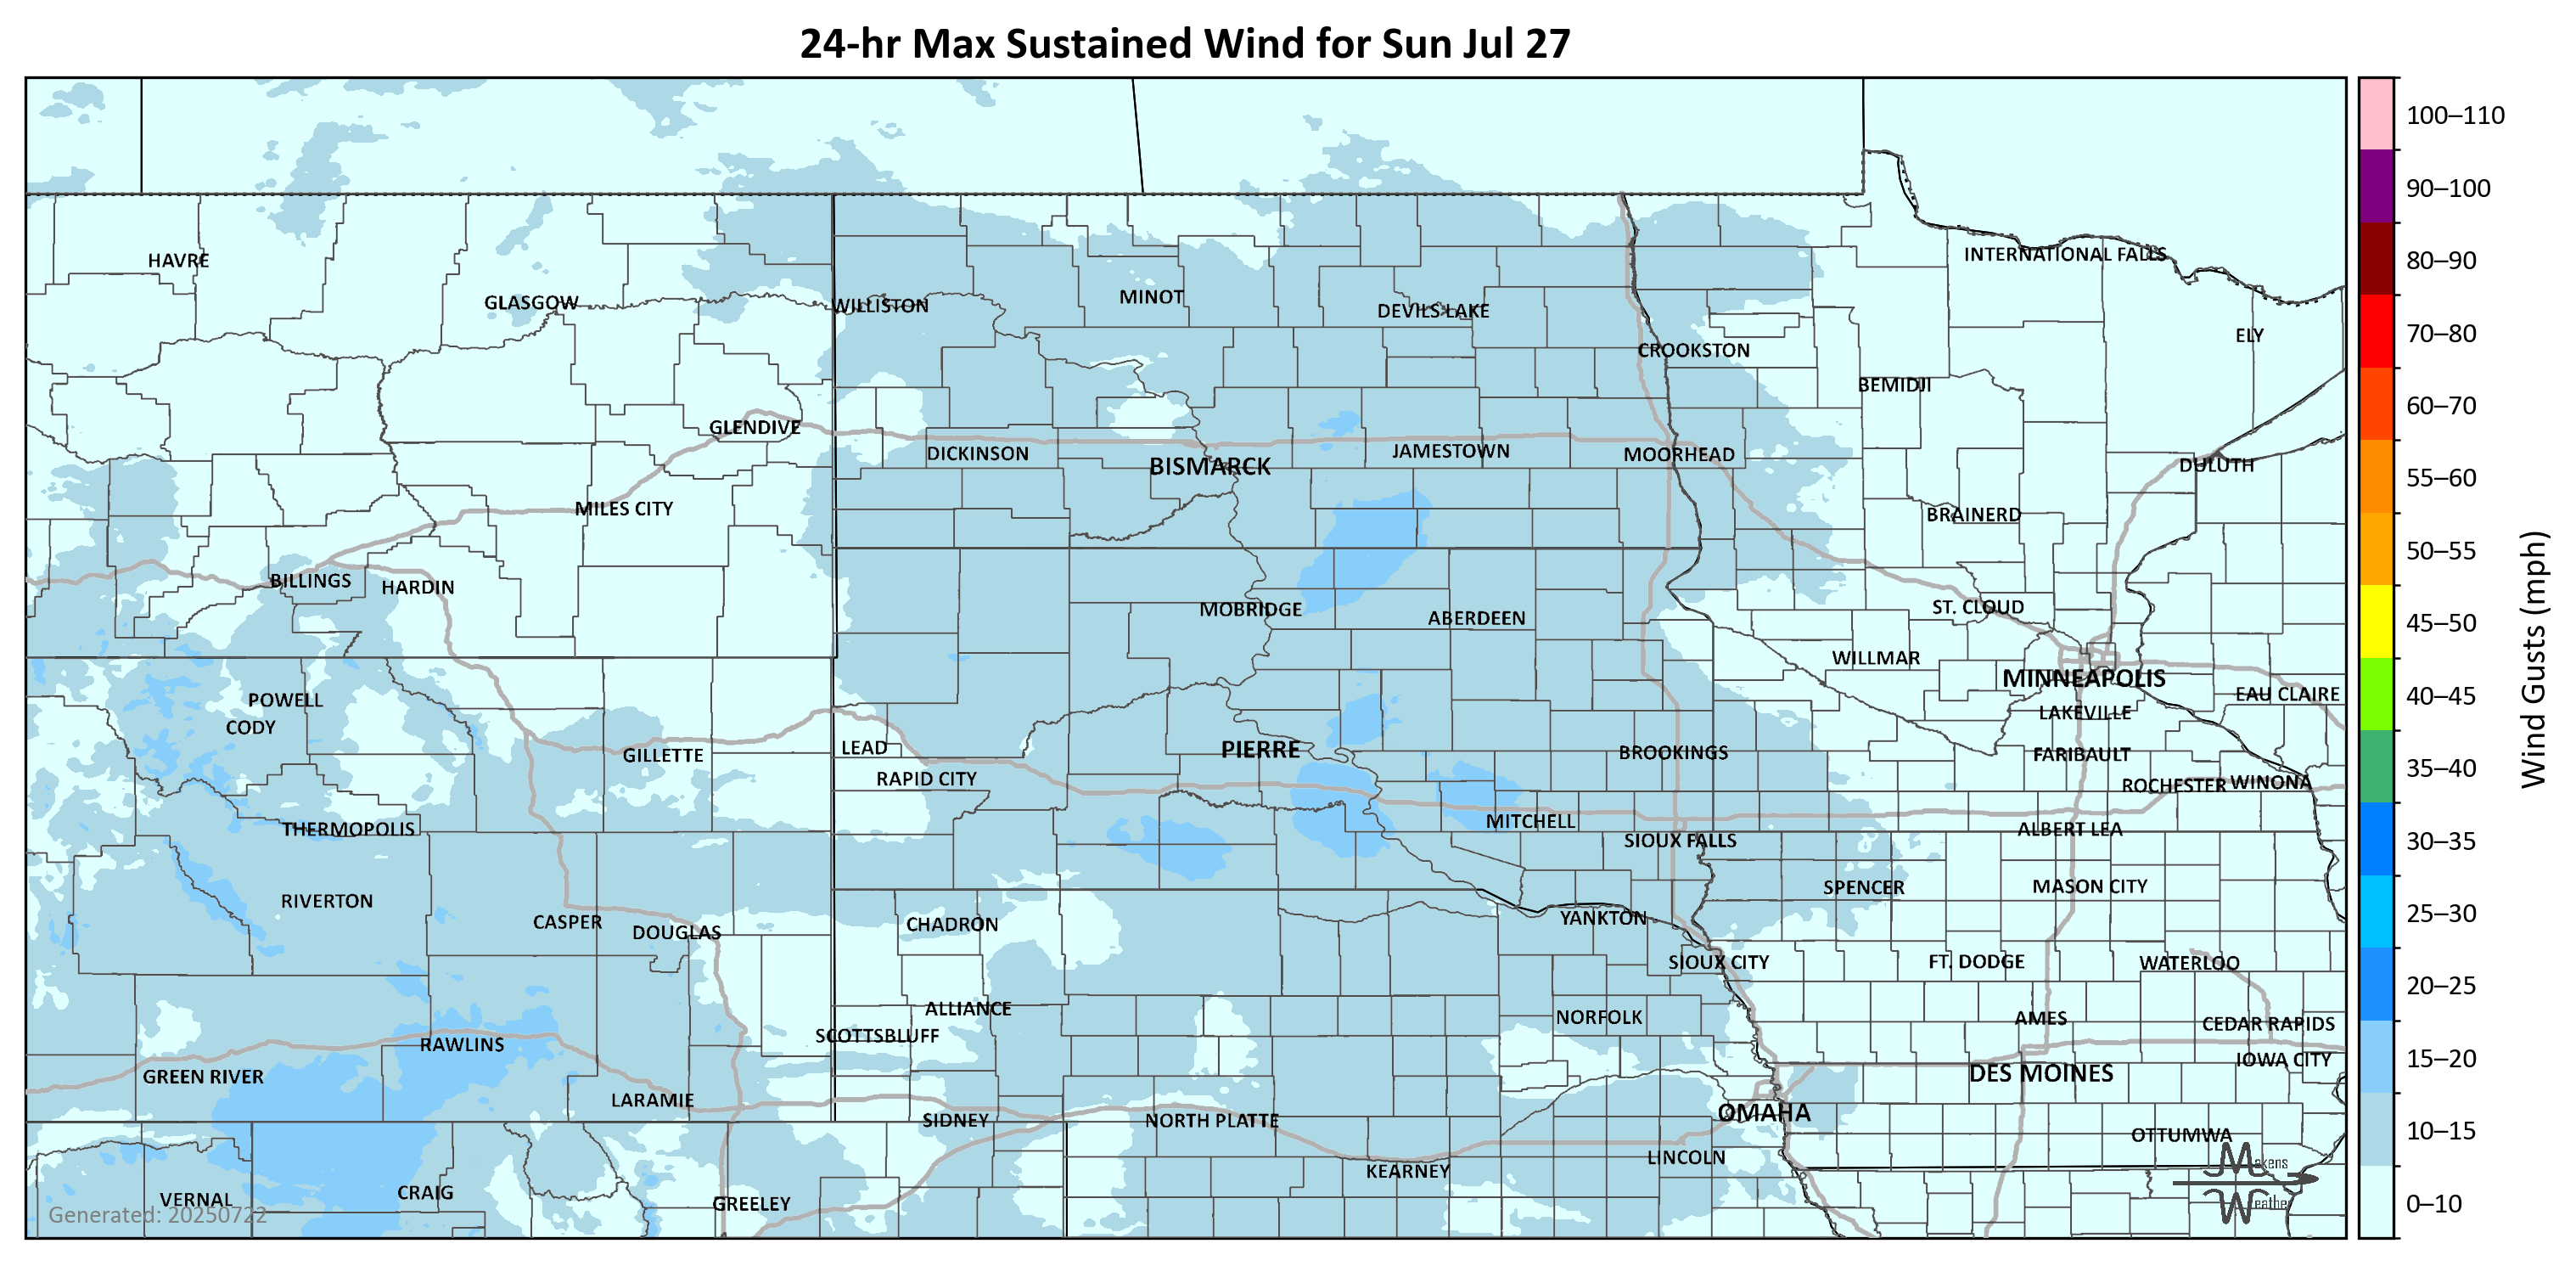 24-hr Max Sustained Wind for Sun Jul 27
100–110
90–100
80–90
70–80
60–70
55–60
50–55
45–50
40–45
35–40
30–35
25–30
20–25
15–20
10–15
0–10
Wind Gusts (mph)
INTERNATIONAL FALLS
HAVRE
GLASGOW
WILLISTON
MINOT
DEVILS LAKE
ELY
CROOKSTON
BEMIDJI
GLENDIVE
DICKINSON
BISMARCK
JAMESTOWN
MOORHEAD
DULUTH
MILES CITY
BRAINERD
BILLINGS
HARDIN
MOBRIDGE
ABERDEEN
ST. CLOUD
WILLMAR
MINNEAPOLIS
EAU CLAIRE
POWELL
CODY
LAKEVILLE
GILLETTE
LEAD
PIERRE
BROOKINGS
FARIBAULT
RAPID CITY
ROCHESTER
WINONA
THERMOPOLIS
MITCHELL
ALBERT LEA
SIOUX FALLS
RIVERTON
SPENCER
MASON CITY
CASPER
DOUGLAS
CHADRON
YANKTON
SIOUX CITY
FT. DODGE
WATERLOO
ALLIANCE
NORFOLK
AMES
CEDAR RAPIDS
SCOTTSBLUFF
RAWLINS
IOWA CITY
GREEN RIVER
DES MOINES
LARAMIE
SIDNEY
NORTH PLATTE
OMAHA
OTTUMWA
LINCOLN
KEARNEY
VERNAL
CRAIG
GREELEY
Makens
Weather
Generated: 20250722